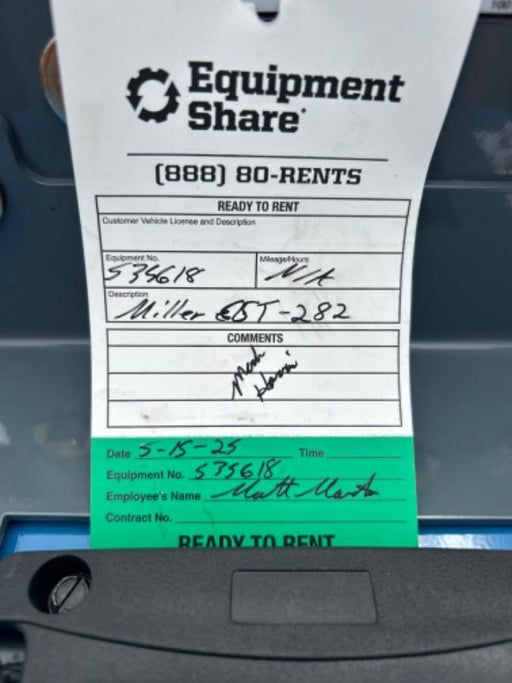 Equipment
Share
(888) 80-RENTS
READY TO RENT
Customer Vehicle License and Description
Equipment No. Mileage/Hours
535618 N/A
Description
Miller -282
COMMENTS
Date 5-15-25 Time
Equipment No. 535618
Employee's Name Matt
Contract No.
READY TO RENT